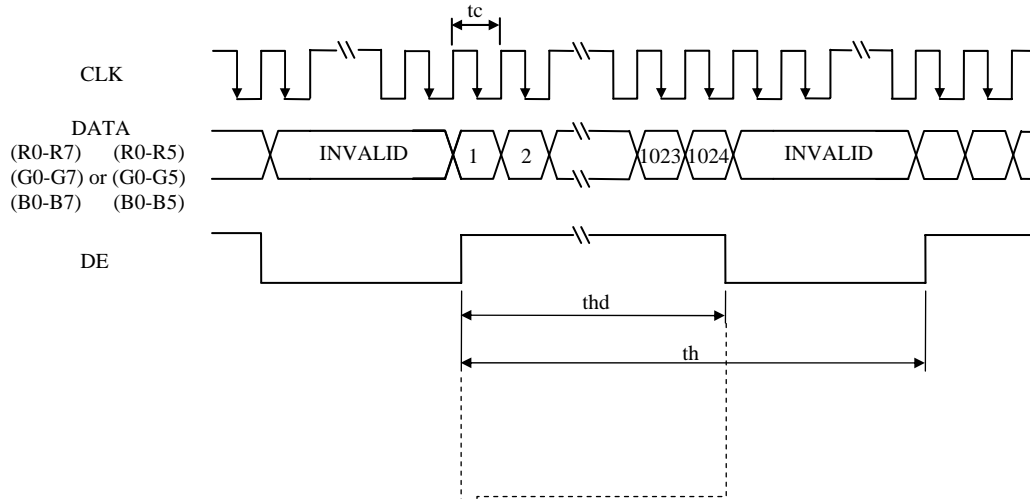 tc
CLK
DATA
(R0-R7) (R0-R5)
(G0-G7) or (G0-G5)
(B0-B7) (B0-B5)
INVALID 1 2 1023 1024 INVALID
DE
thd
th